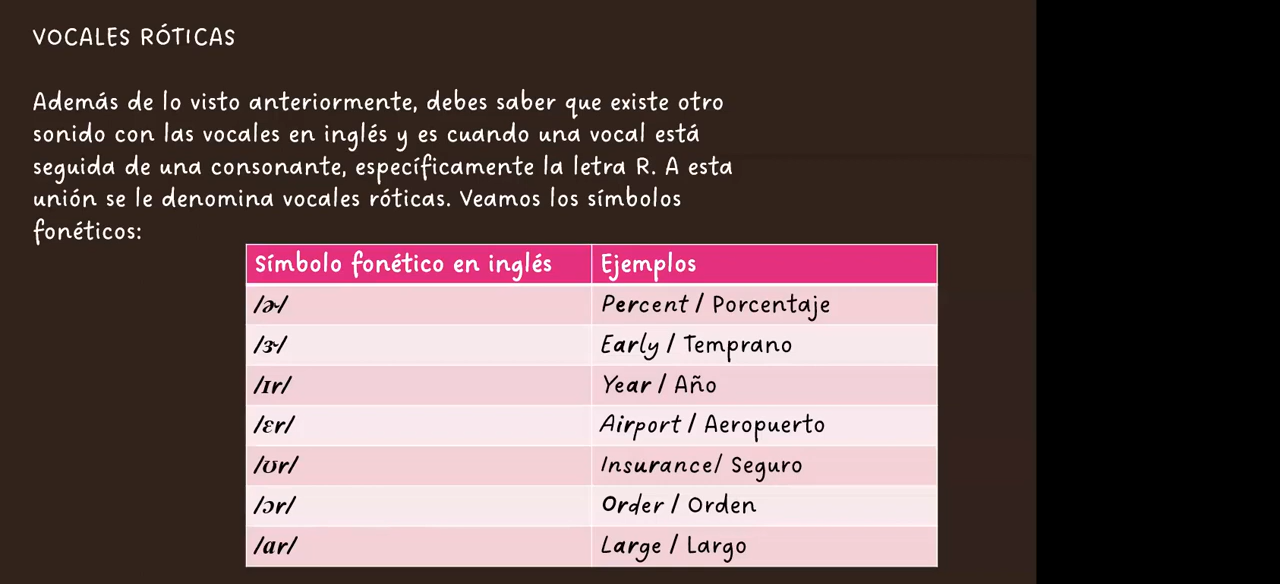 VOCALES RÓTICAS
Además de lo visto anteriormente, debes saber que existe otro
sonido con las vocales en inglés y es cuando una vocal está
seguida de una consonante, específicamente la letra R. A esta
unión se le denomina vocales róticas. Veamos los símbolos
fonéticos:
Símbolo fonético en inglés Ejemplos
/ɚ/ Percent / Porcentaje
/ɝ/ Early / Temprano
/ɪr/ Year / Año
/ɛr/ Airport / Aeropuerto
/ʊr/ Insurance/ Seguro
/ɔr/ Order / Orden
/ɑr/ Large / Largo